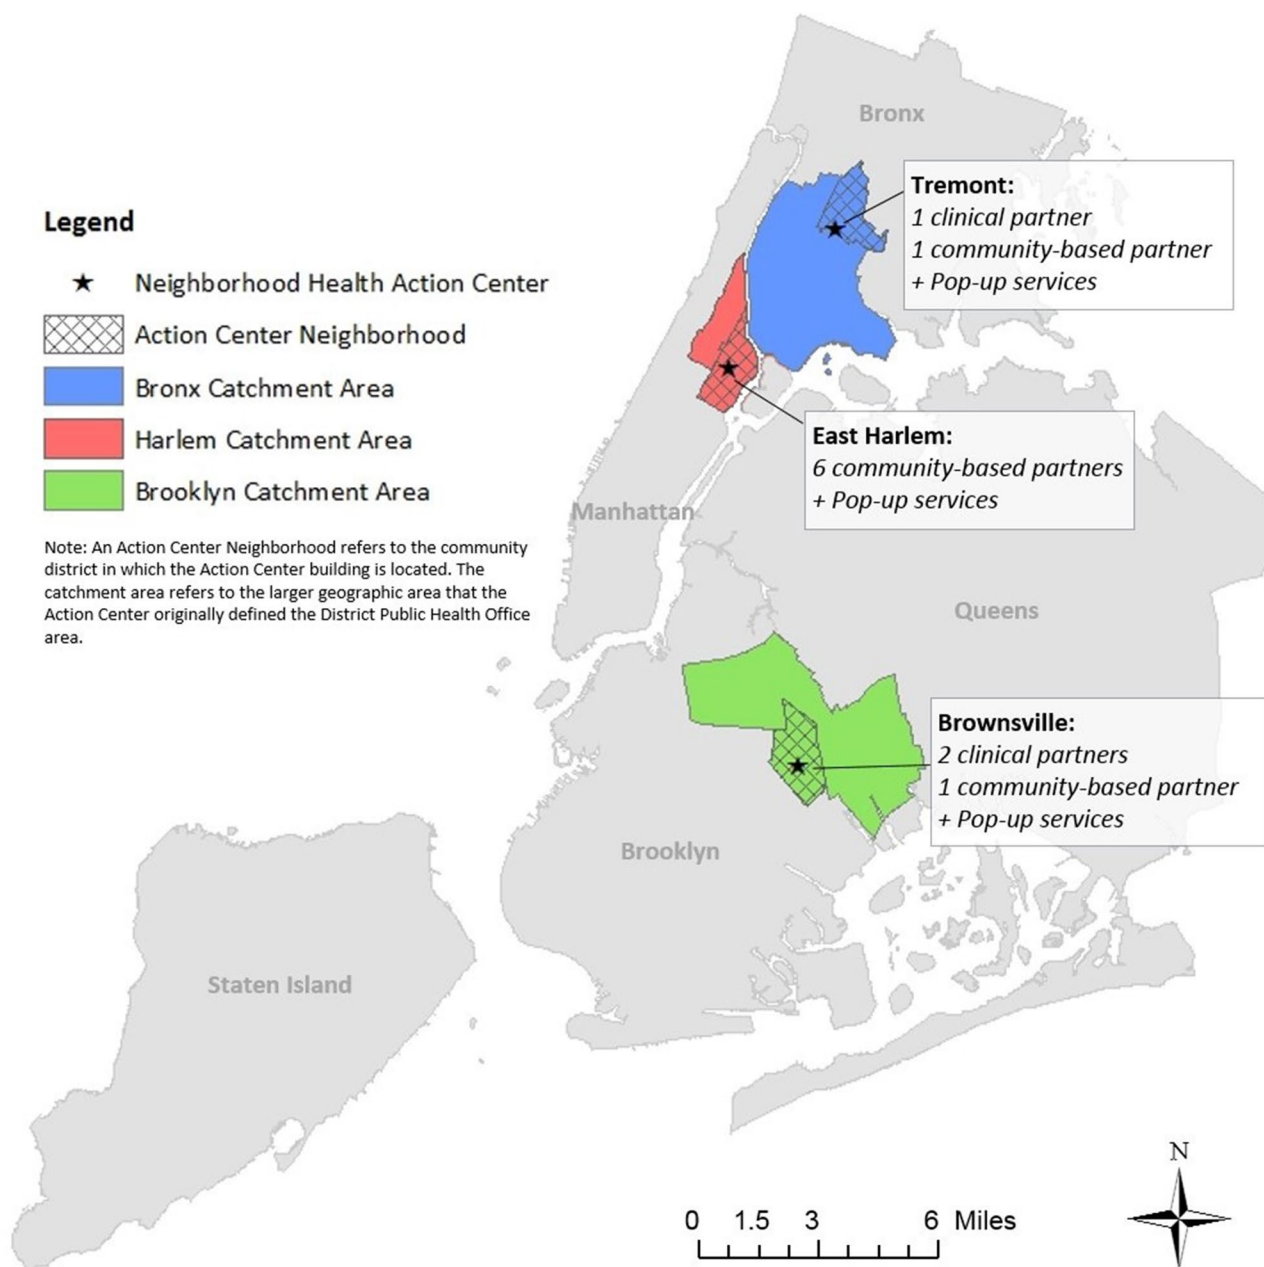 Bronx
Tremont:
1 clinical partner
1 community-based partner
+ Pop-up services
Legend
Neighborhood Health Action Center
Action Center Neighborhood
Bronx Catchment Area
Harlem Catchment Area
Brooklyn Catchment Area
East Harlem:
6 community-based partners
+ Pop-up services
Manhattan
Note: An Action Center Neighborhood refers to the community
district in which the Action Center building is located. The
catchment area refers to the larger geographic area that the
Action Center originally defined the District Public Health Office
area.
Queens
Brownsville:
2 clinical partners
1 community-based partner
+ Pop-up services
Brooklyn
Staten Island
N
0 1.5 3 6 Miles